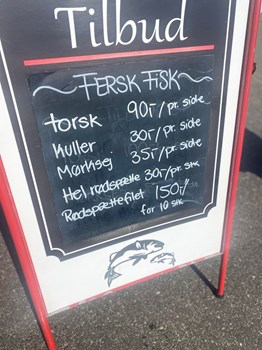 Tilbud
FERSK FISK
torsk 90,-/pr. side
Kuller 30,-/pr. side
Mørksej 35,-/pr. side
Hel rødspætte 30,-/pr. stk
Rødspættefilet 150,-/
for 10 stk